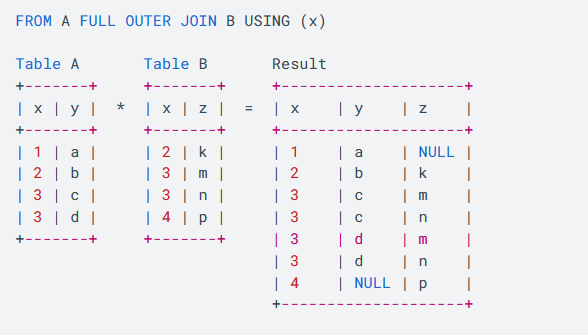 FROM A FULL OUTER JOIN B USING (x)
Table A       Table B       Result
+-------+     +-------+     +--------------------+
| x | y |  *  | x | z |  =  | x    | y    | z    |
+-------+     +-------+     +--------------------+
| 1 | a |     | 2 | k |     | 1    | a    | NULL |
| 2 | b |     | 3 | m |     | 2    | b    | k    |
| 3 | c |     | 3 | n |     | 3    | c    | m    |
| 3 | d |     | 4 | p |     | 3    | c    | n    |
+-------+     +-------+     | 3    | d    | m    |
                            | 3    | d    | n    |
                            | 4    | NULL | p    |
                            +--------------------+